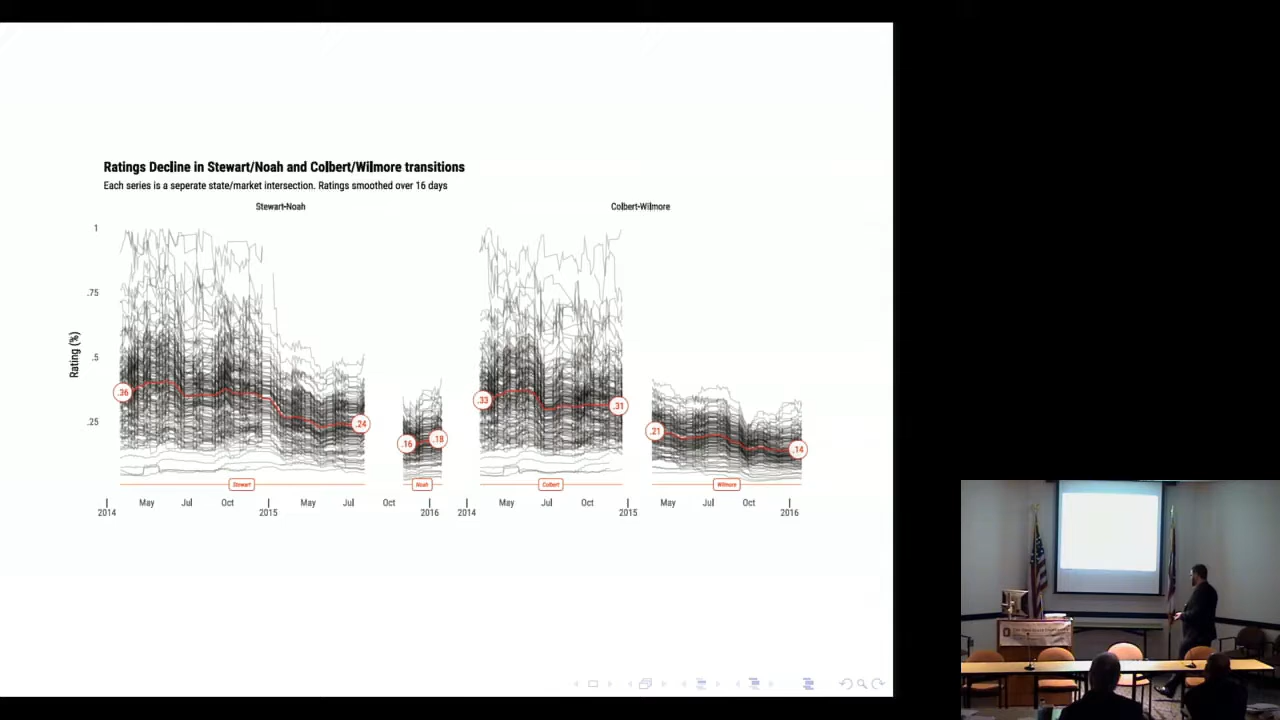 Ratings Decline in Stewart/Noah and Colbert/Wilmore transitions
Each series is a seperate state/market intersection. Ratings smoothed over 16 days
Stewart-Noah
Colbert-Wilmore
Rating (%)
1
.75
.5
.25
.36
.24
.16
.18
.33
.31
.21
.14
Stewart
Noah
Colbert
Wilmore
May Jul Oct May Jul Oct
2014 2015 2016
May Jul Oct May Jul Oct
2014 2015 2016